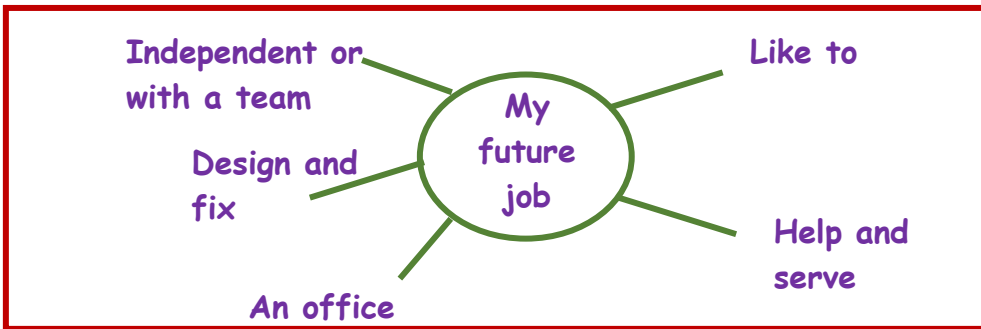 Independent or
with a team
Like to
My
future
job
Design and
fix
Help and
serve
An office